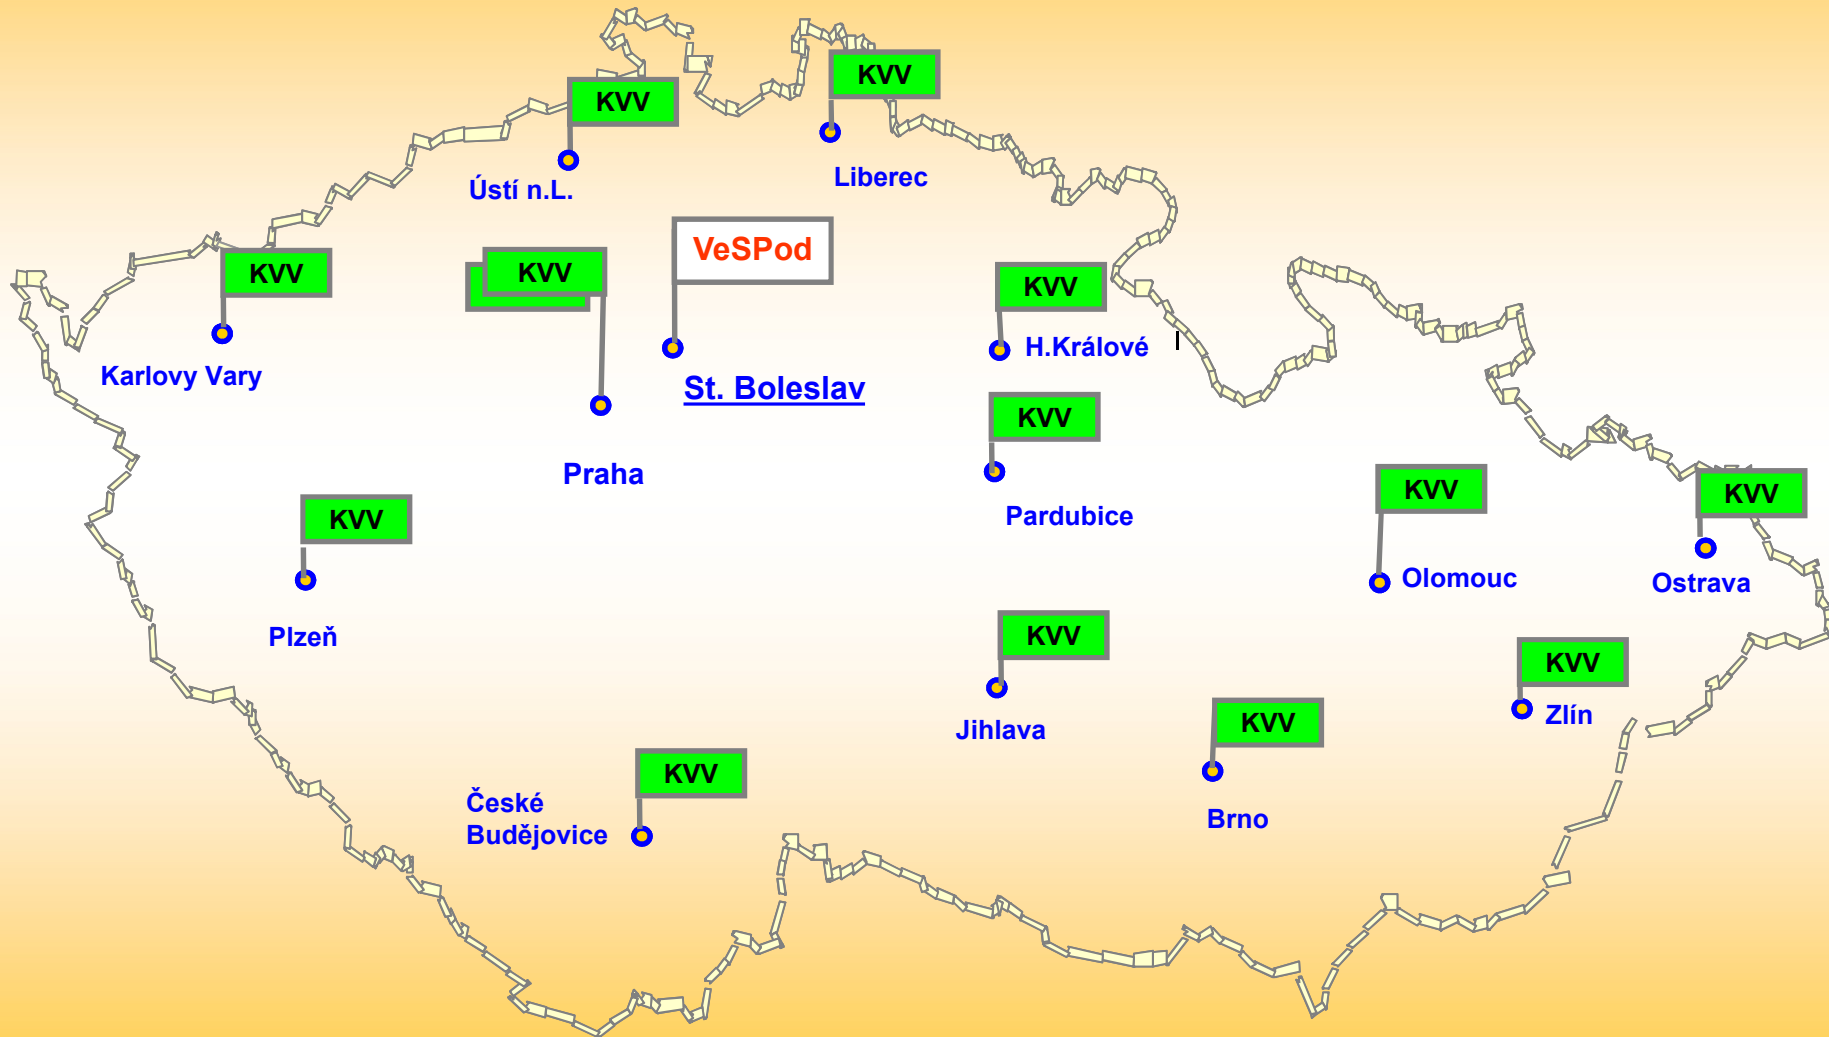 KVV
Liberec
KVV
Ústí n.L.
VeSPod
St. Boleslav
KVV
Karlovy Vary
KVV
Praha
KVV
H.Králové
KVV
Pardubice
KVV
Olomouc
KVV
Ostrava
KVV
Plzeň
KVV
Jihlava
KVV
Zlín
KVV
Brno
KVV
České
Budějovice